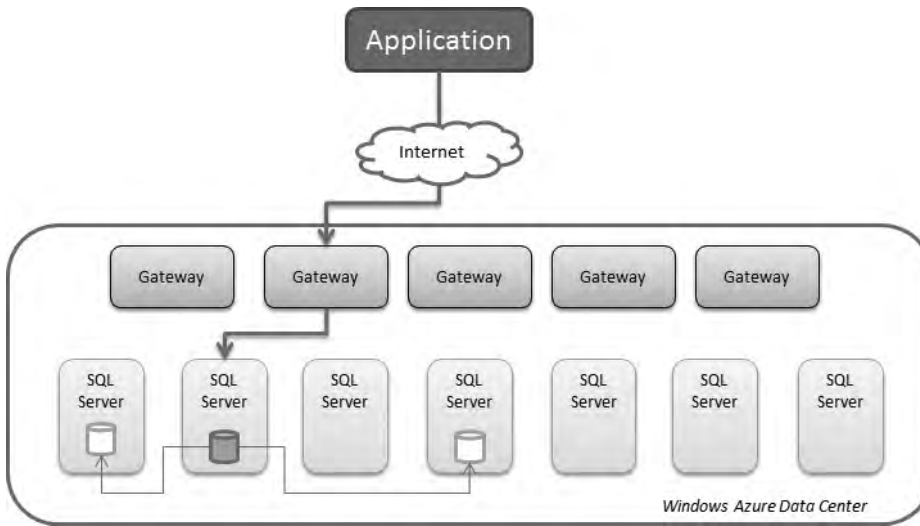 Application
Internet
Gateway
Gateway
Gateway
Gateway
Gateway
SQL
Server
SQL
Server
SQL
Server
SQL
Server
SQL
Server
SQL
Server
SQL
Server
Windows Azure Data Center